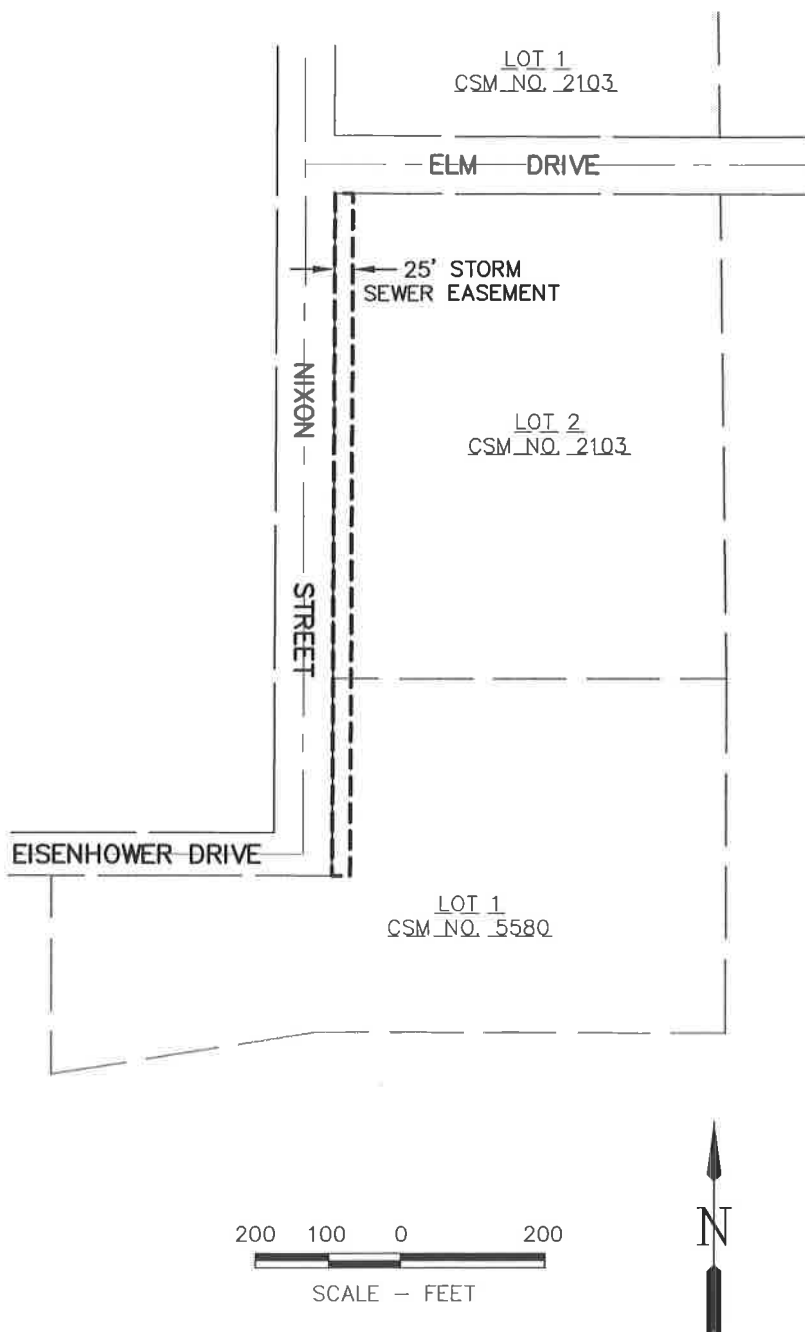 LOT 1
CSM NO. 2103
ELM DRIVE
25' STORM
SEWER EASEMENT
NIXON STREET
LOT 2
CSM NO. 2103
EISENHOWER DRIVE
LOT 1
CSM NO. 5580
200 100 0 200
SCALE – FEET
N